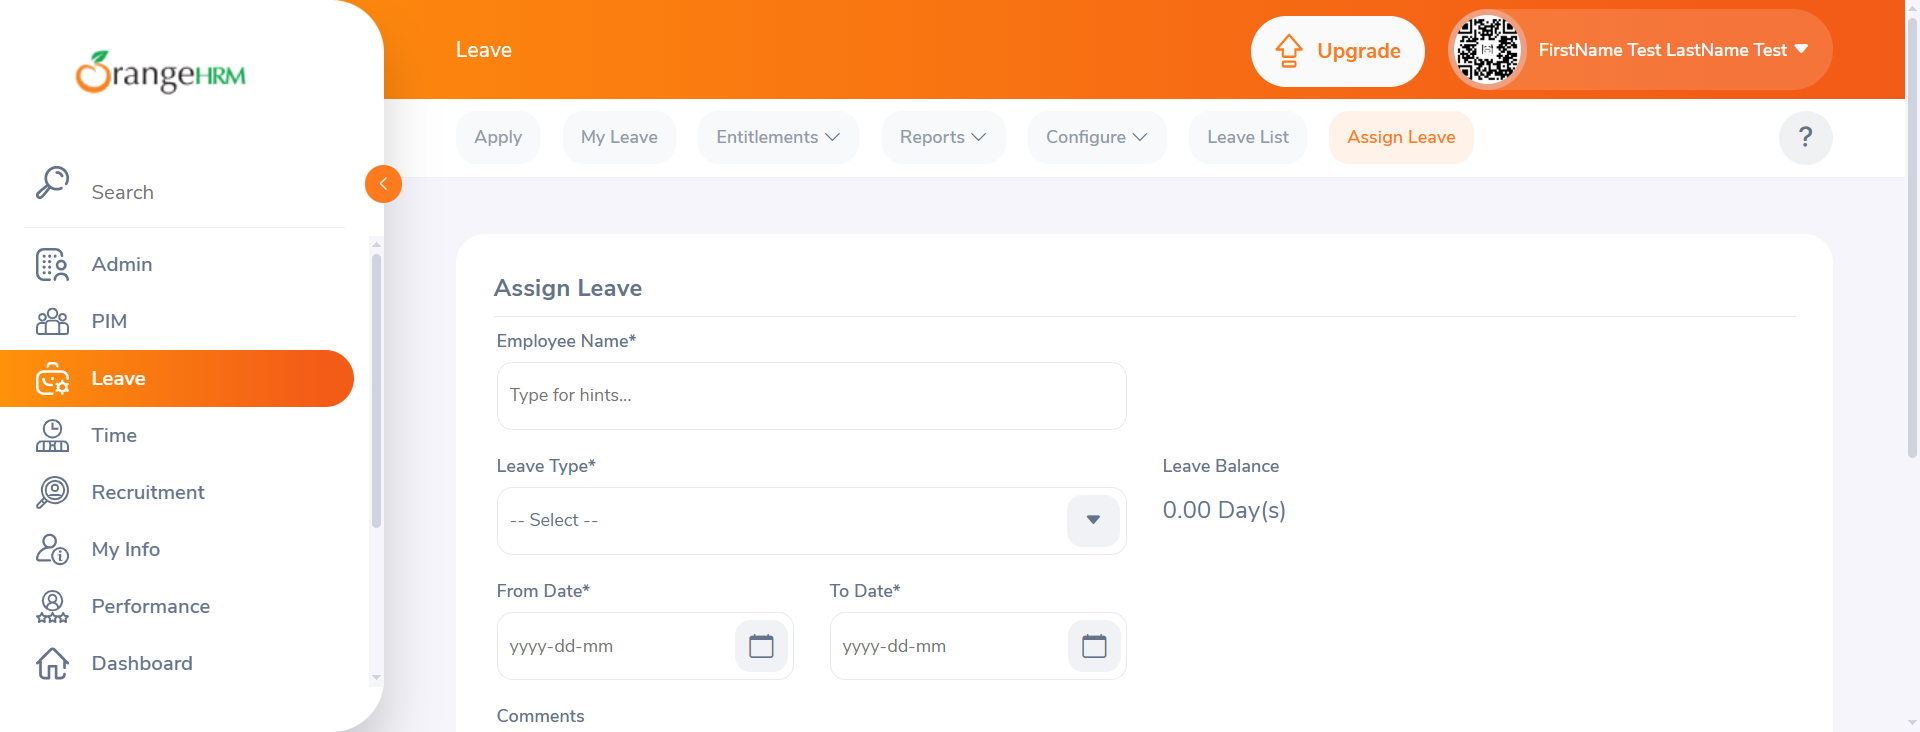 OrangeHRM
Leave
Upgrade
FirstName Test LastName Test
Apply
My Leave
Entitlements
Reports
Configure
Leave List
Assign Leave
?
Search
Admin
PIM
Leave
Time
Recruitment
My Info
Performance
Dashboard
Assign Leave
Employee Name*
Type for hints...
Leave Type*
-- Select --
Leave Balance
0.00 Day(s)
From Date*
yyyy-dd-mm
To Date*
yyyy-dd-mm
Comments